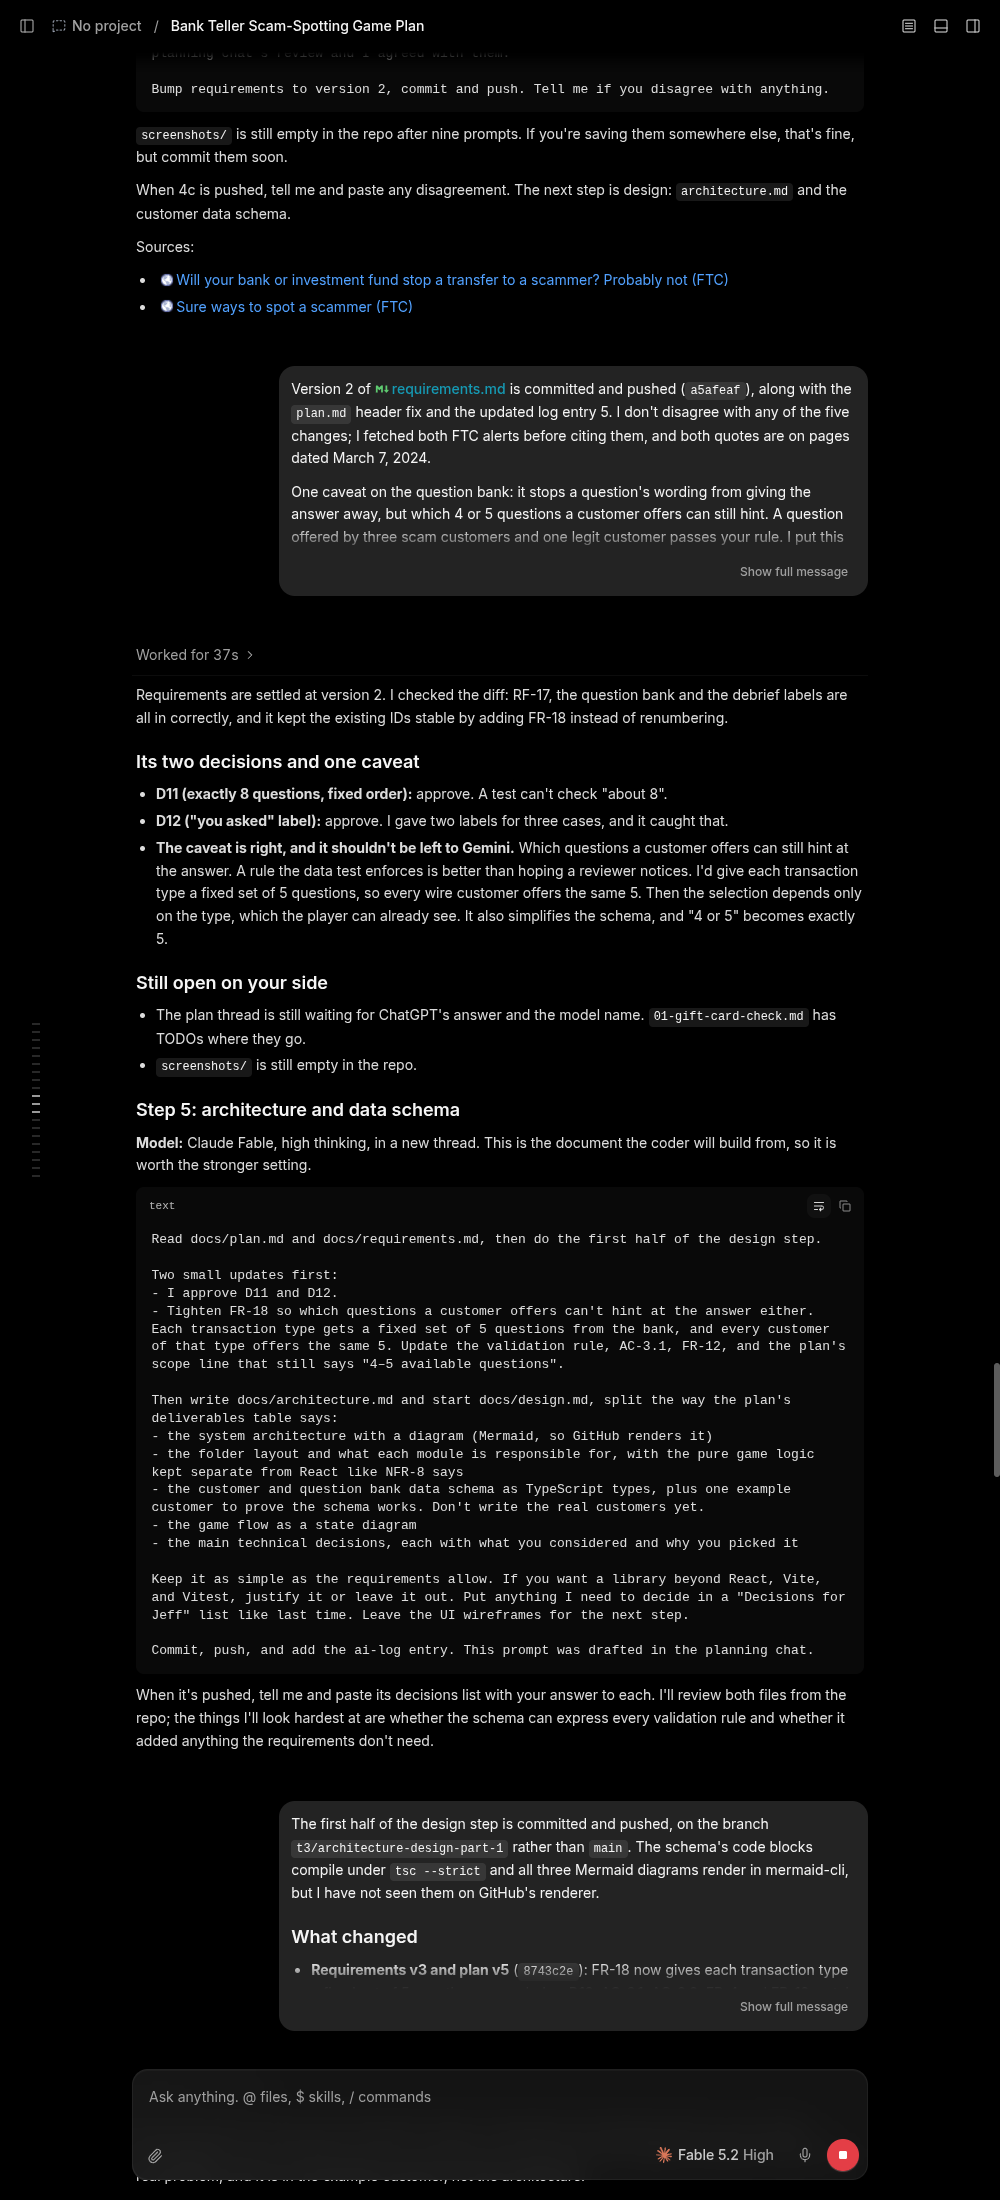 No project / Bank Teller Scam-Spotting Game Plan
planning chat's review and I agreed with them.
Bump requirements to version 2, commit and push. Tell me if you disagree with anything.
screenshots/ is still empty in the repo after nine prompts. If you're saving them somewhere else, that's fine,
but commit them soon.
When 4c is pushed, tell me and paste any disagreement. The next step is design: architecture.md and the
customer data schema.
Sources:
• Will your bank or investment fund stop a transfer to a scammer? Probably not (FTC)
• Sure ways to spot a scammer (FTC)
Version 2 of requirements.md is committed and pushed (a5afeaf), along with the
plan.md header fix and the updated log entry 5. I don't disagree with any of the five
changes; I fetched both FTC alerts before citing them, and both quotes are on pages
dated March 7, 2024.
One caveat on the question bank: it stops a question's wording from giving the
answer away, but which 4 or 5 questions a customer offers can still hint. A question
offered by three scam customers and one legit customer passes your rule. I put this
Show full message
Worked for 37s >
Requirements are settled at version 2. I checked the diff: RF-17, the question bank and the debrief labels are
all in correctly, and it kept the existing IDs stable by adding FR-18 instead of renumbering.
Its two decisions and one caveat
• D11 (exactly 8 questions, fixed order): approve. A test can't check "about 8".
• D12 ("you asked" label): approve. I gave two labels for three cases, and it caught that.
• The caveat is right, and it shouldn't be left to Gemini. Which questions a customer offers can still hint at
the answer. A rule the data test enforces is better than hoping a reviewer notices. I'd give each transaction
type a fixed set of 5 questions, so every wire customer offers the same 5. Then the selection depends only
on the type, which the player can already see. It also simplifies the schema, and "4 or 5" becomes exactly
5.
Still open on your side
• The plan thread is still waiting for ChatGPT's answer and the model name. 01-gift-card-check.md has
TODOs where they go.
• screenshots/ is still empty in the repo.
Step 5: architecture and data schema
Model: Claude Fable, high thinking, in a new thread. This is the document the coder will build from, so it is
worth the stronger setting.
text
Read docs/plan.md and docs/requirements.md, then do the first half of the design step.
Two small updates first:
- I approve D11 and D12.
- Tighten FR-18 so which questions a customer offers can't hint at the answer either.
Each transaction type gets a fixed set of 5 questions from the bank, and every customer
of that type offers the same 5. Update the validation rule, AC-3.1, FR-12, and the plan's
scope line that still says "4–5 available questions".
Then write docs/architecture.md and start docs/design.md, split the way the plan's
deliverables table says:
- the system architecture with a diagram (Mermaid, so GitHub renders it)
- the folder layout and what each module is responsible for, with the pure game logic
kept separate from React like NFR-8 says
- the customer and question bank data schema as TypeScript types, plus one example
customer to prove the schema works. Don't write the real customers yet.
- the game flow as a state diagram
- the main technical decisions, each with what you considered and why you picked it
Keep it as simple as the requirements allow. If you want a library beyond React, Vite,
and Vitest, justify it or leave it out. Put anything I need to decide in a "Decisions for
Jeff" list like last time. Leave the UI wireframes for the next step.
Commit, push, and add the ai-log entry. This prompt was drafted in the planning chat.
When it's pushed, tell me and paste its decisions list with your answer to each. I'll review both files from the
repo; the things I'll look hardest at are whether the schema can express every validation rule and whether it
added anything the requirements don't need.
The first half of the design step is committed and pushed, on the branch
t3/architecture-design-part-1 rather than main. The schema's code blocks
compile under tsc --strict and all three Mermaid diagrams render in mermaid-cli,
but I have not seen them on GitHub's renderer.
What changed
• Requirements v3 and plan v5 (8743c2e): FR-18 now gives each transaction type
Show full message
Ask anything. @ files, $ skills, / commands
Fable 5.2 High
real problem, and it is in the example customer, not the architecture.